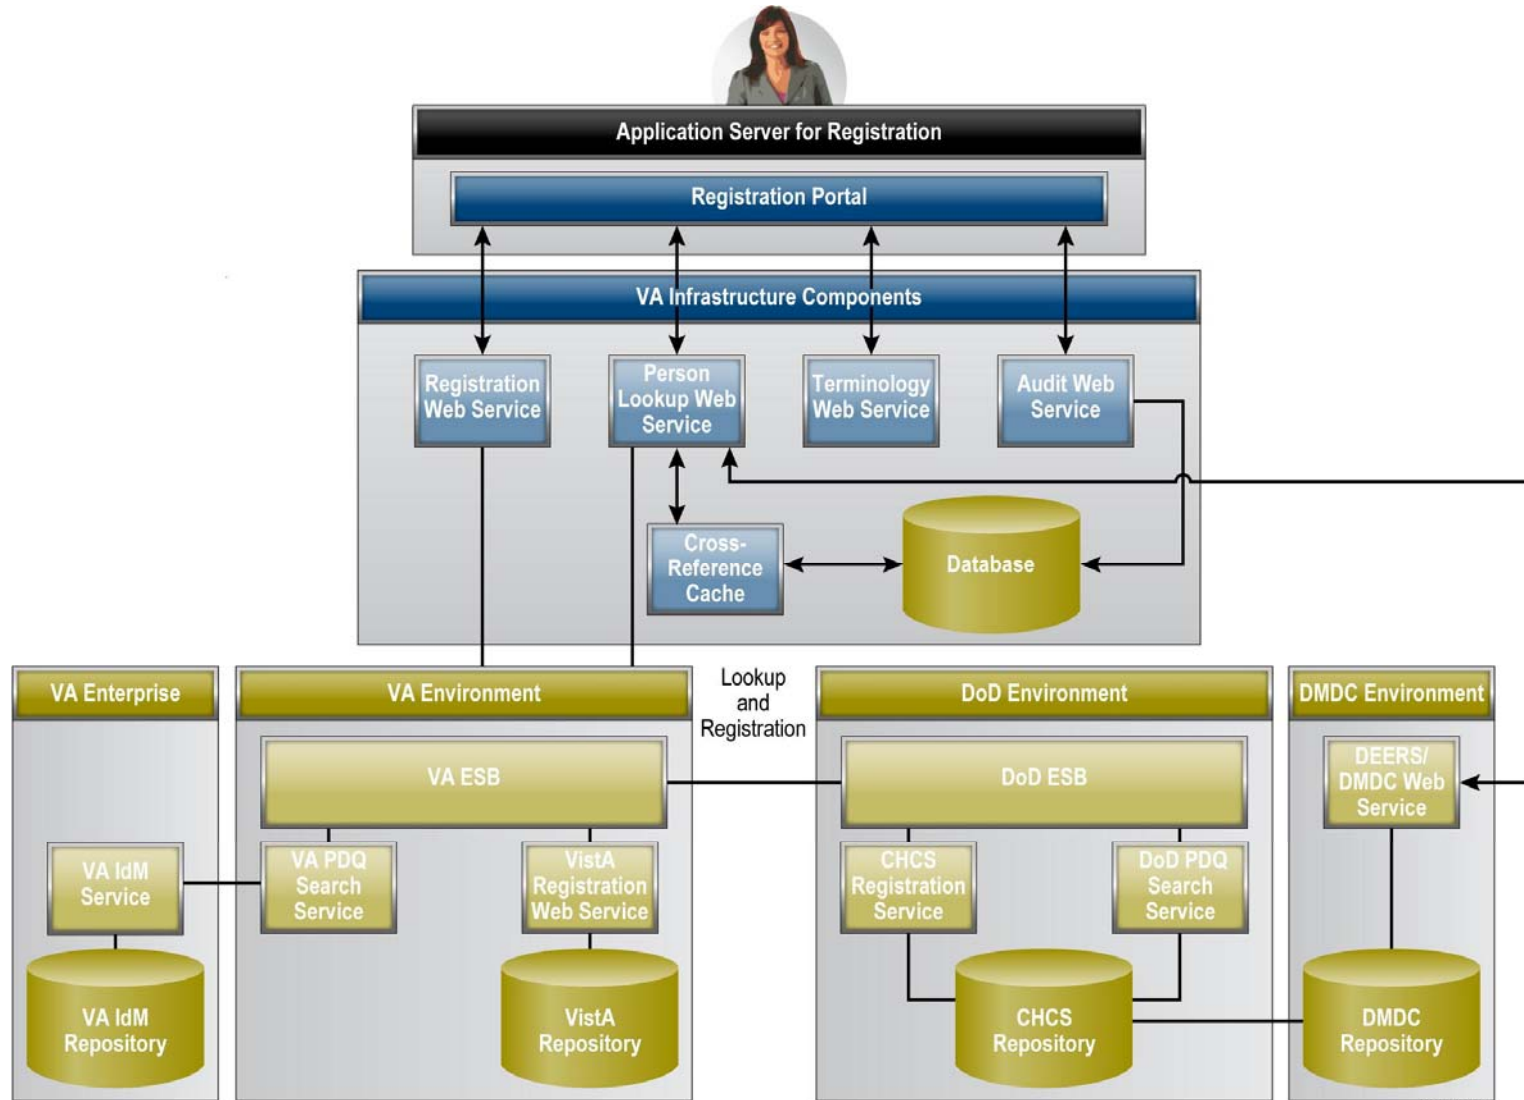 Application Server for Registration
Registration Portal
VA Infrastructure Components
Registration
Web Service
Person
Lookup Web
Service
Terminology
Web Service
Audit Web
Service
Cross-
Reference
Cache
Database
VA Enterprise
VA Environment
Lookup
and
Registration
DoD Environment
DMDC Environment
VA ESB
DoD ESB
DEERS/
DMDC Web
Service
VA IdM
Service
VA PDQ
Search
Service
VistA
Registration
Web Service
CHCS
Registration
Service
DoD PDQ
Search
Service
VA IdM
Repository
VistA
Repository
CHCS
Repository
DMDC
Repository